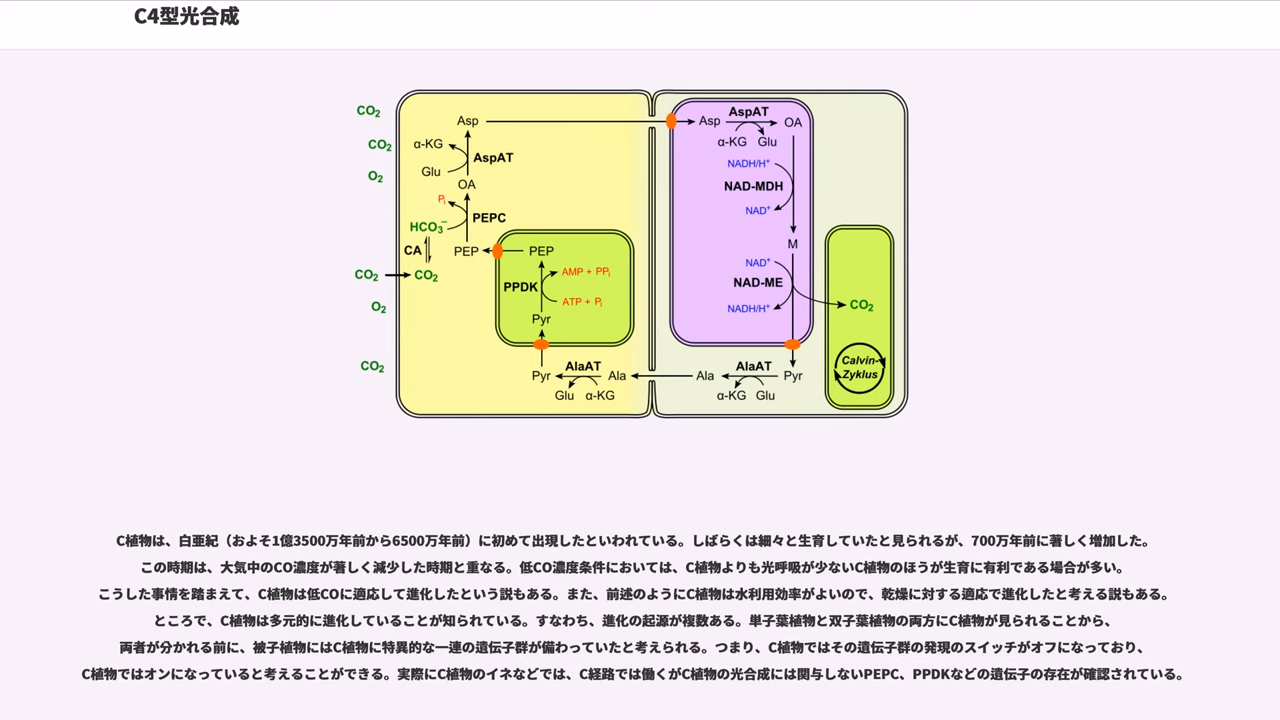 C4型光合成
CO2
CO2
O2
CO2
O2
CO2
Asp
α-KG
AspAT
Glu
OA
Pi
PEPC
HCO3−
CA
PEP
CO2
PEP
AMP + PPi
PPDK
ATP + Pi
Pyr
Pyr
AlaAT
Ala
Glu
α-KG
Asp
AspAT
OA
α-KG
Glu
NADH/H+
NAD-MDH
NAD+
M
NAD+
NAD-ME
NADH/H+
CO2
Calvin-
Zyklus
Ala
AlaAT
Pyr
α-KG
Glu
C植物は、白亜紀（およそ1億3500万年前から6500万年前）に初めて出現したといわれている。しばらくは細々と生育していたと見られるが、700万年前に著しく増加した。
この時期は、大気中のCO濃度が著しく減少した時期と重なる。低CO濃度条件においては、C植物よりも光呼吸が少ないC植物のほうが生育に有利である場合が多い。
こうした事情を踏まえて、C植物は低COに適応して進化したという説もある。また、前述のようにC植物は水利用効率がよいので、乾燥に対する適応で進化したと考える説もある。
ところで、C植物は多元的に進化していることが知られている。すなわち、進化の起源が複数ある。単子葉植物と双子葉植物の両方にC植物が見られることから、
両者が分かれる前に、被子植物にはC植物に特異的な一連の遺伝子群が備わっていたと考えられる。つまり、C植物ではその遺伝子群の発現のスイッチがオフになっており、
C植物ではオンになっていると考えることができる。実際にC植物のイネなどでは、C経路では働くがC植物の光合成には関与しないPEPC、PPDKなどの遺伝子の存在が確認されている。